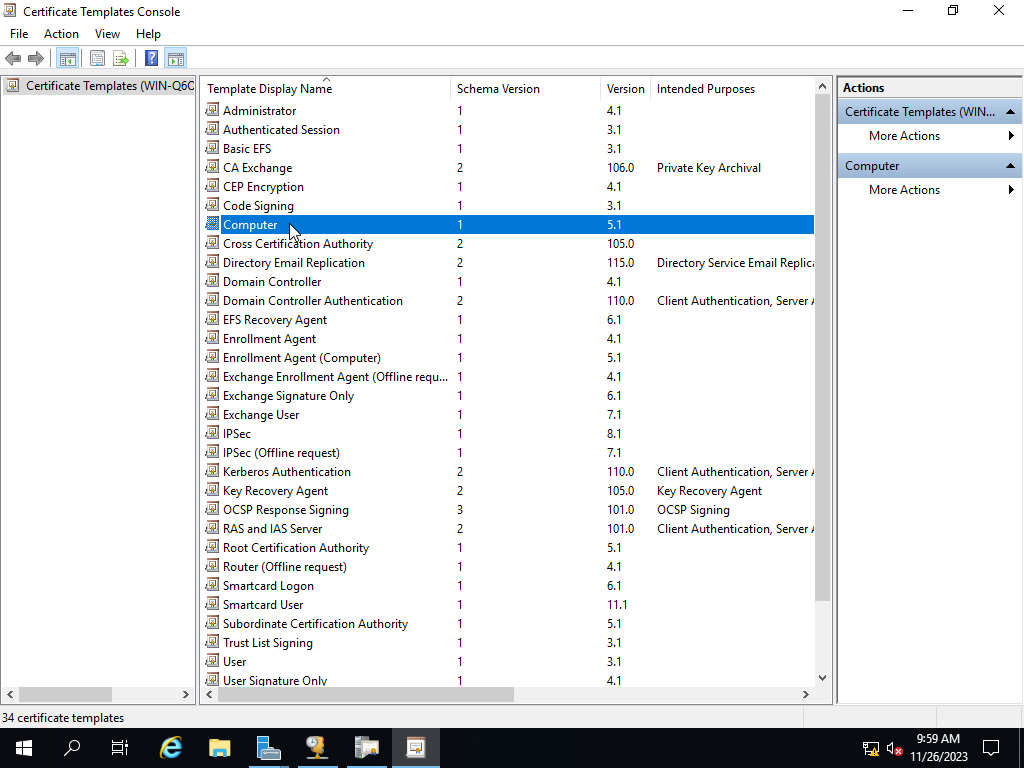 Certificate Templates Console
File Action View Help
Certificate Templates (WIN-Q6C
Template Display Name Schema Version Version Intended Purposes
Administrator 1 4.1
Authenticated Session 1 3.1
Basic EFS 1 3.1
CA Exchange 2 106.0 Private Key Archival
CEP Encryption 1 4.1
Code Signing 1 3.1
Computer 1 5.1
Cross Certification Authority 2 105.0
Directory Email Replication 2 115.0 Directory Service Email Replica
Domain Controller 1 4.1
Domain Controller Authentication 2 110.0 Client Authentication, Server A
EFS Recovery Agent 1 6.1
Enrollment Agent 1 4.1
Enrollment Agent (Computer) 1 5.1
Exchange Enrollment Agent (Offline requ... 1 4.1
Exchange Signature Only 1 6.1
Exchange User 1 7.1
IPSec 1 8.1
IPSec (Offline request) 1 7.1
Kerberos Authentication 2 110.0 Client Authentication, Server A
Key Recovery Agent 2 105.0 Key Recovery Agent
OCSP Response Signing 3 101.0 OCSP Signing
RAS and IAS Server 2 101.0 Client Authentication, Server A
Root Certification Authority 1 5.1
Router (Offline request) 1 4.1
Smartcard Logon 1 6.1
Smartcard User 1 11.1
Subordinate Certification Authority 1 5.1
Trust List Signing 1 3.1
User 1 3.1
User Signature Only 1 4.1
Actions
Certificate Templates (WIN...
More Actions
Computer
More Actions
34 certificate templates
9:59 AM
11/26/2023